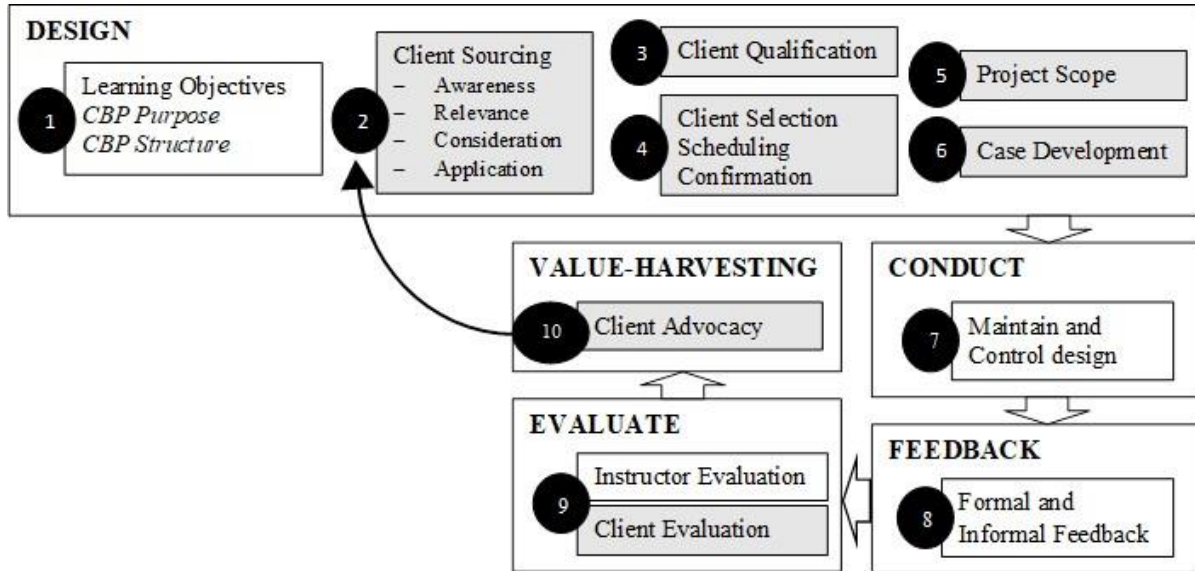 DESIGN
1
Learning Objectives
CBP Purpose
CBP Structure
2
Client Sourcing
– Awareness
– Relevance
– Consideration
– Application
3
Client Qualification
4
Client Selection
Scheduling
Confirmation
5
Project Scope
6
Case Development
CONDUCT
7
Maintain and
Control design
FEEDBACK
8
Formal and
Informal Feedback
EVALUATE
9
Instructor Evaluation
Client Evaluation
VALUE-HARVESTING
10
Client Advocacy